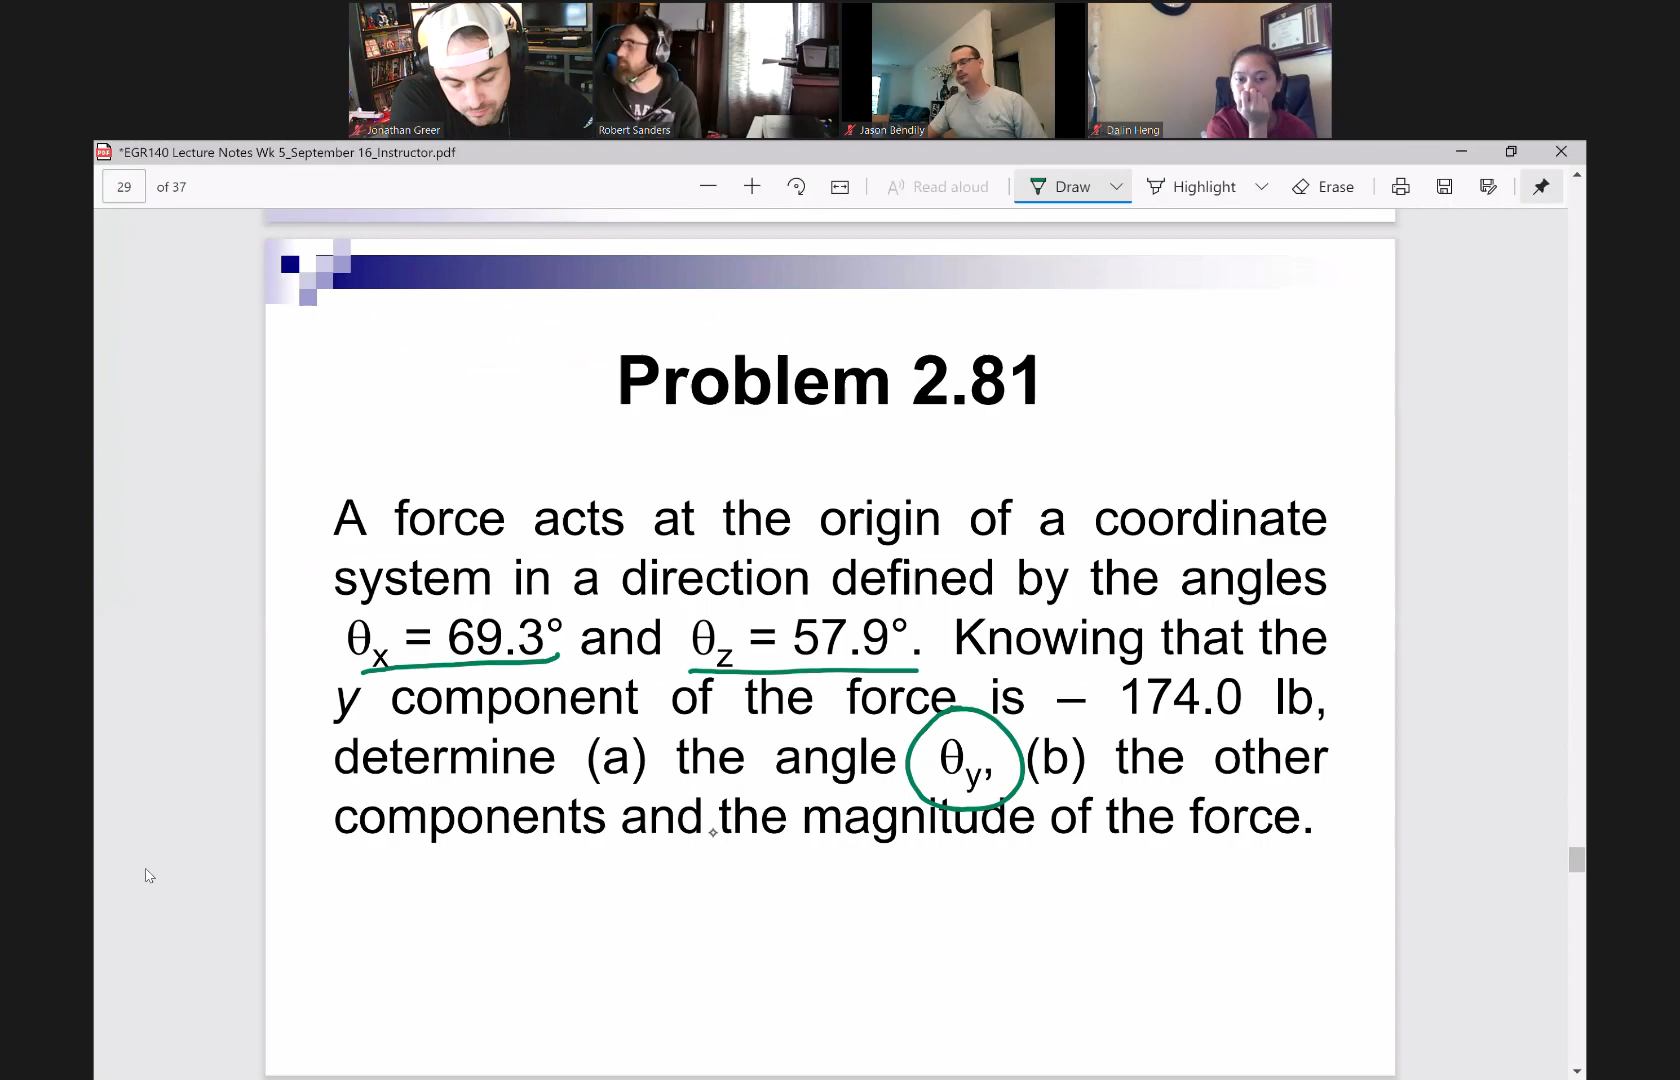 Jonathan Greer
Robert Sanders
Jason Bendily
Dalin Heng
*EGR140 Lecture Notes Wk 5_September 16_Instructor.pdf
29 of 37
Read aloud
Draw
Highlight
Erase
Problem 2.81
A force acts at the origin of a coordinate
system in a direction defined by the angles
θx = 69.3° and θz = 57.9°. Knowing that the
y component of the force is – 174.0 lb,
determine (a) the angle θy, (b) the other
components and the magnitude of the force.